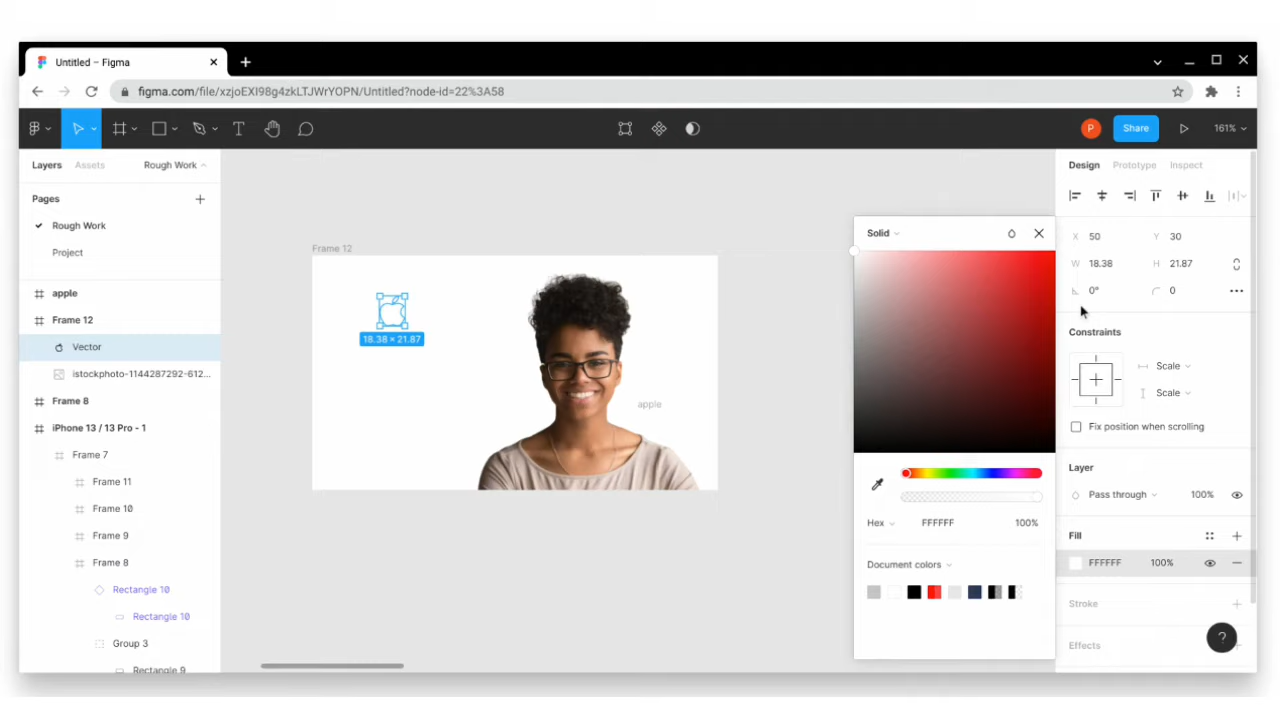 Untitled – Figma
figma.com/file/xzjoEXI98g4zkLTJWrYOPN/Untitled?node-id=22%3A58
P
Share
161%
Layers
Assets
Rough Work
Design
Prototype
Inspect
Pages
Rough Work
Project
apple
Frame 12
Vector
istockphoto-1144287292-612...
Frame 8
iPhone 13 / 13 Pro - 1
Frame 7
Frame 11
Frame 10
Frame 9
Frame 8
Rectangle 10
Rectangle 10
Group 3
Rectangle 9
Frame 12
18.38 × 21.87
apple
Solid
Hex
FFFFFF
100%
Document colors
X 50
Y 30
W 18.38
H 21.87
0°
0
Constraints
Scale
Scale
Fix position when scrolling
Layer
Pass through
100%
Fill
FFFFFF
100%
Stroke
Effects
?